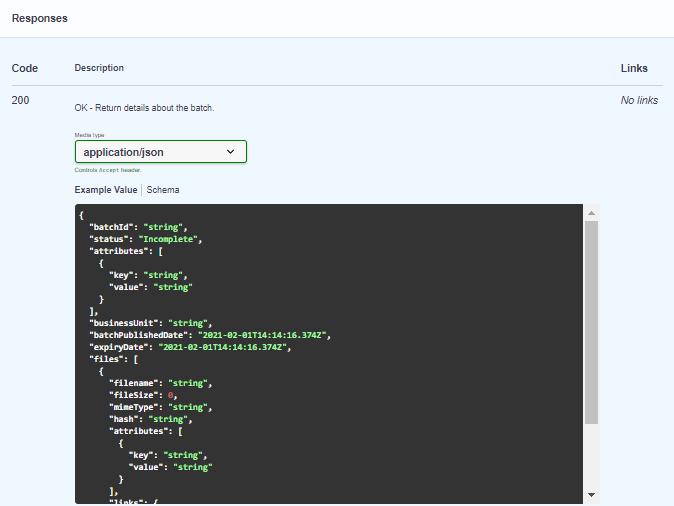 Responses
Code Description Links
200 OK - Return details about the batch. No links
Media type
application/json
Controls Accept header.
Example Value | Schema
{
  "batchId": "string",
  "status": "Incomplete",
  "attributes": [
    {
      "key": "string",
      "value": "string"
    }
  ],
  "businessUnit": "string",
  "batchPublishedDate": "2021-02-01T14:14:16.374Z",
  "expiryDate": "2021-02-01T14:14:16.374Z",
  "files": [
    {
      "filename": "string",
      "fileSize": 0,
      "mimeType": "string",
      "hash": "string",
      "attributes": [
        {
          "key": "string",
          "value": "string"
        }
      ],
      "links": {